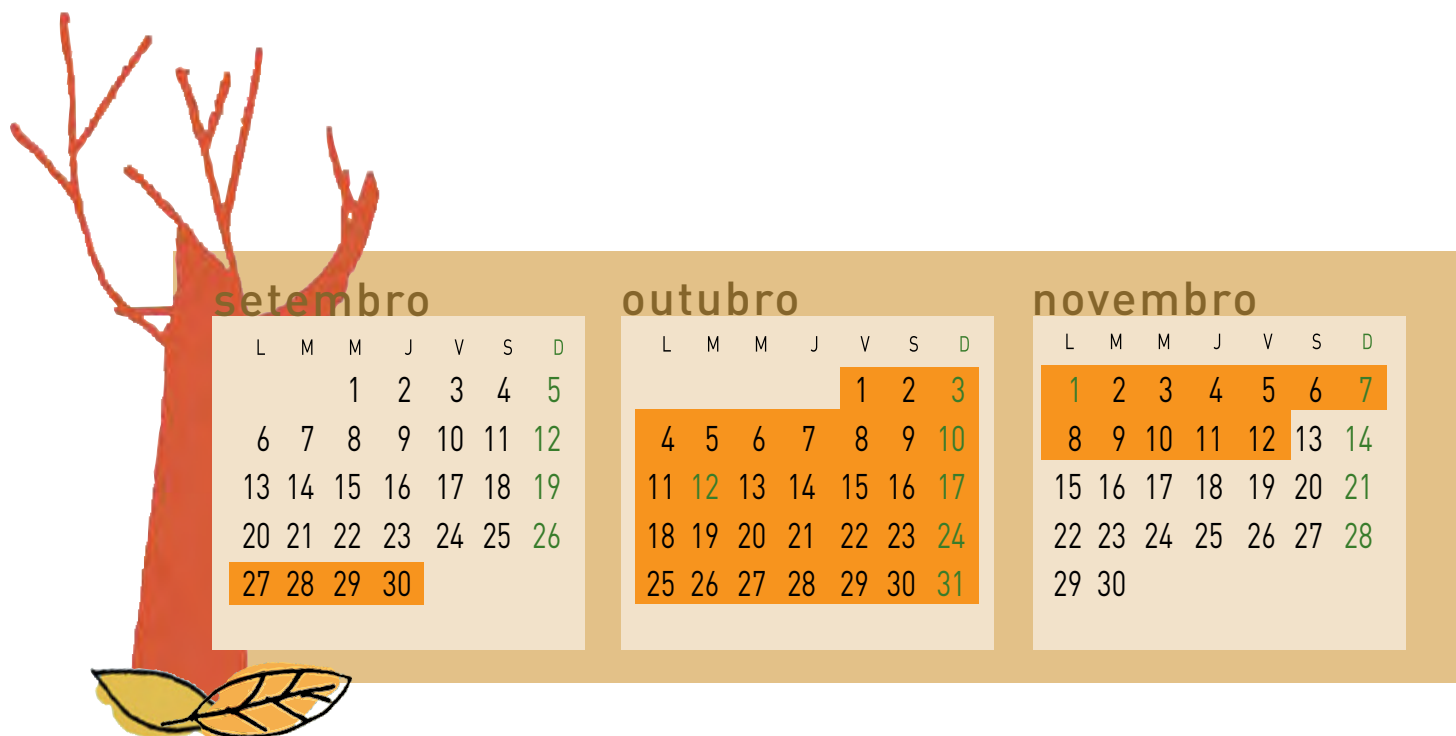 setembro
L M M J V S D
1 2 3 4 5
6 7 8 9 10 11 12
13 14 15 16 17 18 19
20 21 22 23 24 25 26
27 28 29 30
outubro
L M M J V S D
1 2 3
4 5 6 7 8 9 10
11 12 13 14 15 16 17
18 19 20 21 22 23 24
25 26 27 28 29 30 31
novembro
L M M J V S D
1 2 3 4 5 6 7
8 9 10 11 12 13 14
15 16 17 18 19 20 21
22 23 24 25 26 27 28
29 30